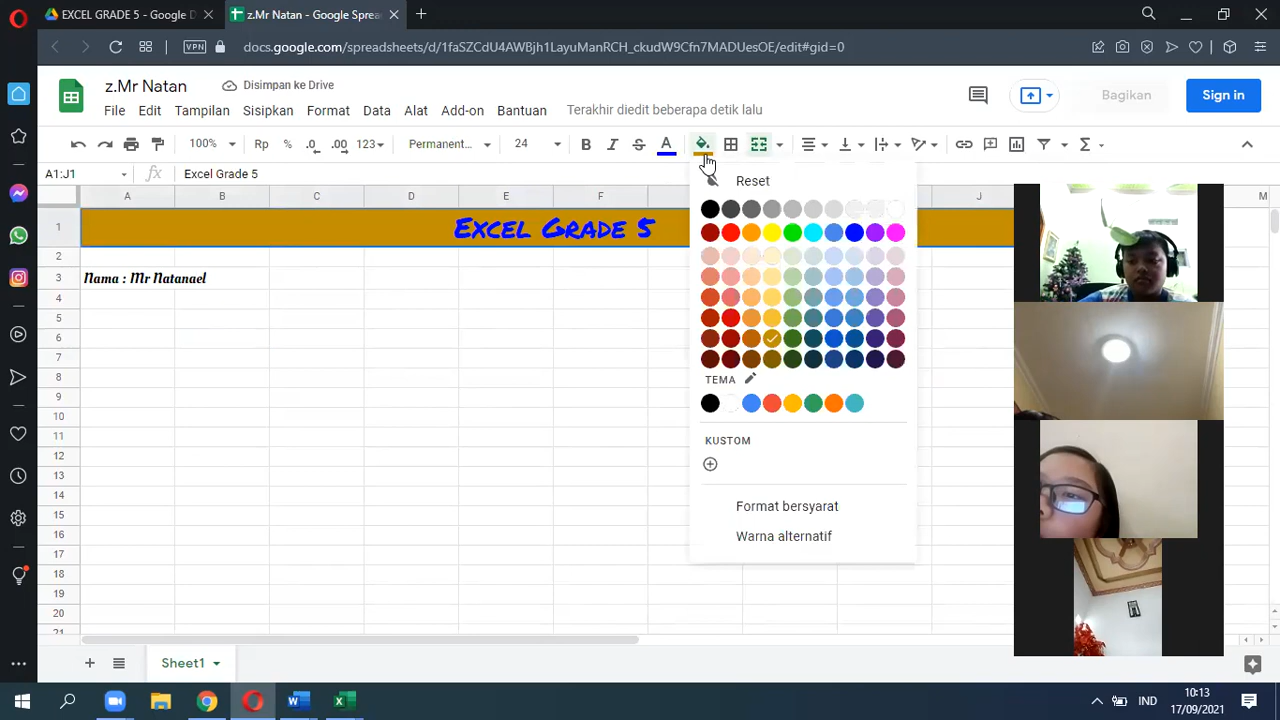 EXCEL GRADE 5 - Google D
z.Mr Natan - Google Sprea
VPN
docs.google.com/spreadsheets/d/1faSZCdU4AWBjh1LayuManRCH_ckudW9Cfn7MADUesOE/edit#gid=0
z.Mr Natan
Disimpan ke Drive
File Edit Tampilan Sisipkan Format Data Alat Add-on Bantuan Terakhir diedit beberapa detik lalu
Bagikan
Sign in
100% Rp % .0 .00 123 Permanent... 24 B I S A
A1:J1 fx Excel Grade 5
A B C D E F J M
1 Excel Grade 5
2
3 Nama : Mr Natanael
4
5
6
7
8
9
10
11
12
13
14
15
16
17
18
19
20
21
Reset
TEMA
KUSTOM
Format bersyarat
Warna alternatif
Sheet1
IND
10:13
17/09/2021